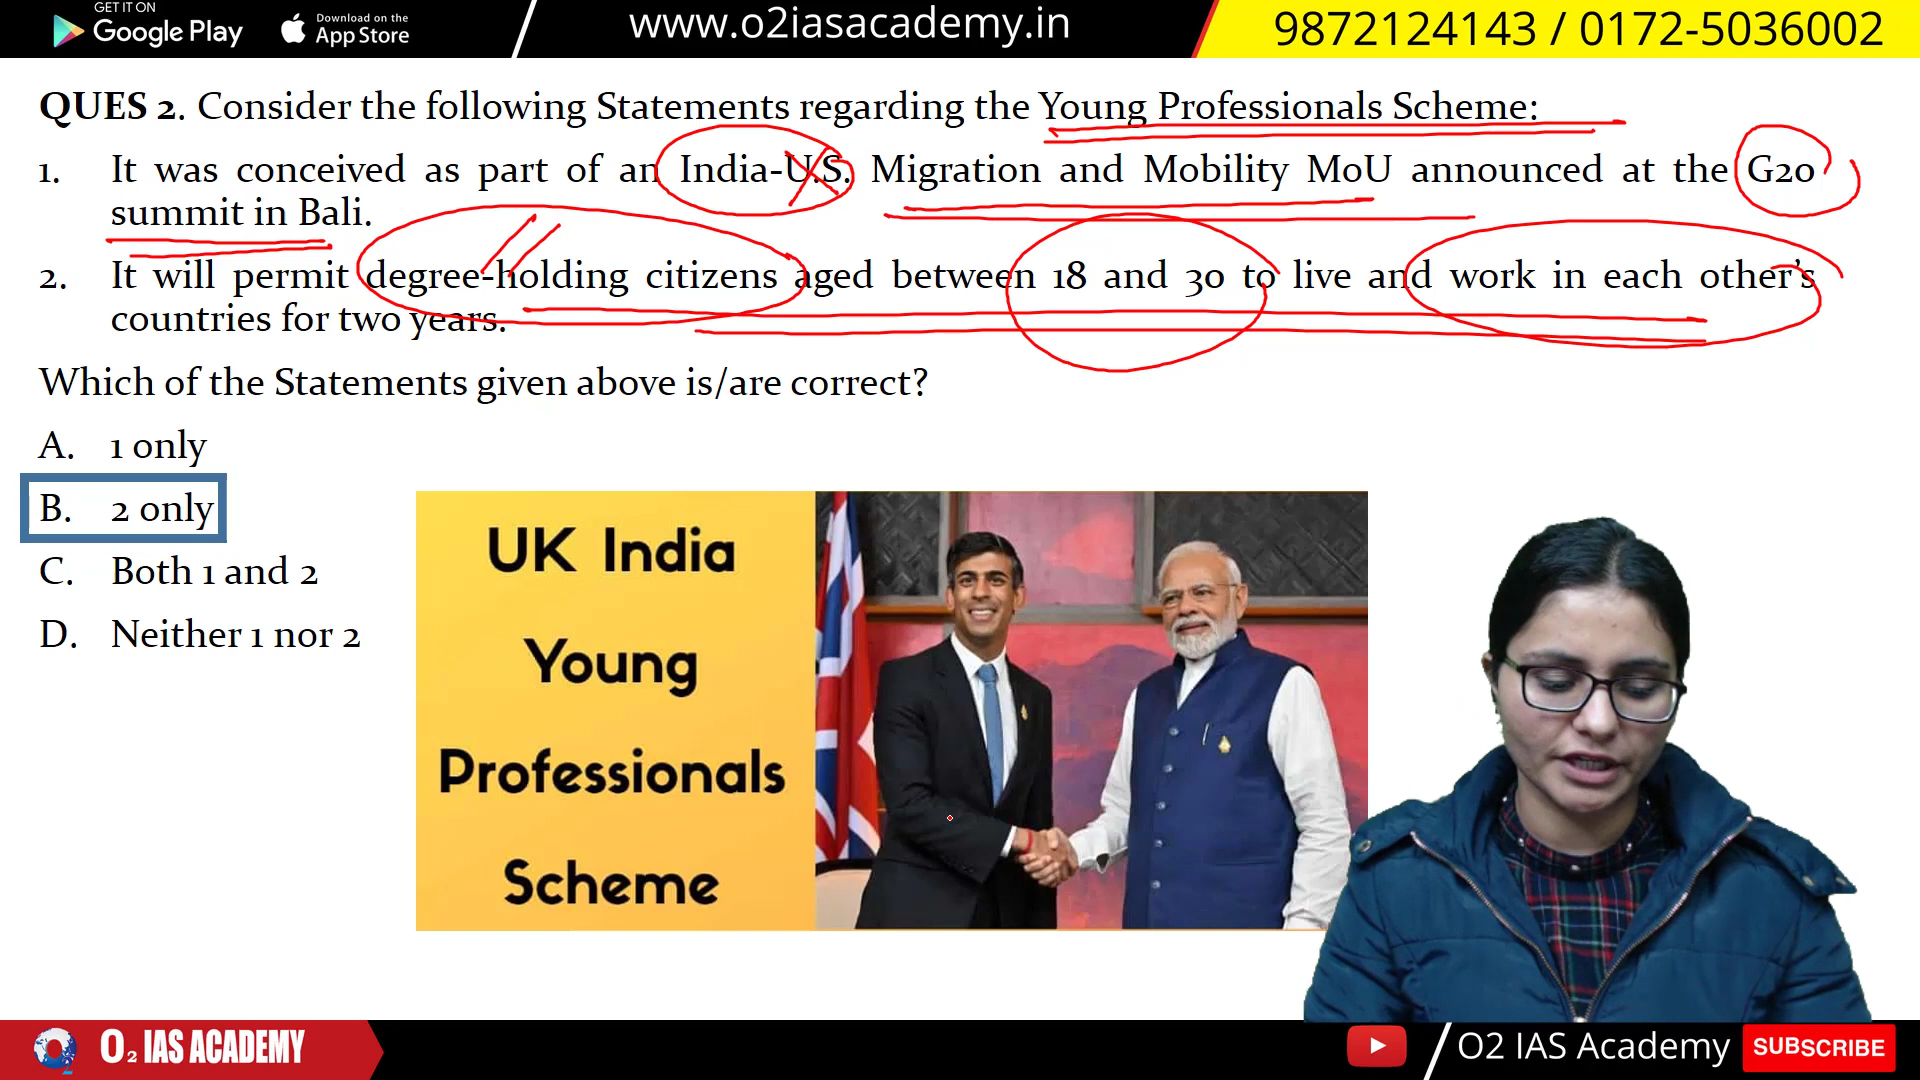 GET IT ON
Google Play
Download on the
App Store
www.o2iasacademy.in
9872124143 / 0172-5036002
QUES 2. Consider the following Statements regarding the Young Professionals Scheme:
1. It was conceived as part of an India-U.S. Migration and Mobility MoU announced at the G20
summit in Bali.
2. It will permit degree-holding citizens aged between 18 and 30 to live and work in each other's
countries for two years.
Which of the Statements given above is/are correct?
A. 1 only
B. 2 only
C. Both 1 and 2
D. Neither 1 nor 2
UK India
Young
Professionals
Scheme
O2 IAS ACADEMY
O2 IAS Academy
SUBSCRIBE